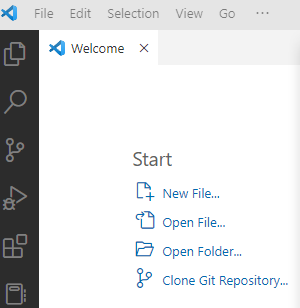 File Edit Selection View Go ...
Welcome
Start
New File...
Open File...
Open Folder...
Clone Git Repository...